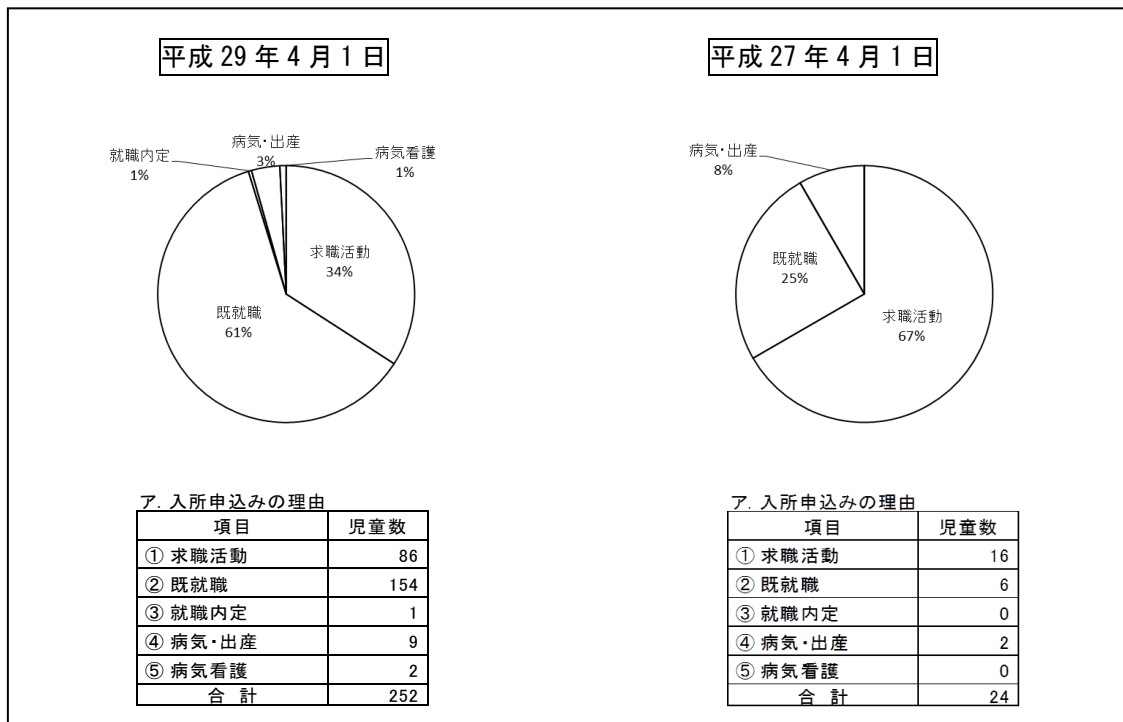 平成 29 年 4 月 1 日
就職内定
1%
病気・出産
3%
病気看護
1%
求職活動
34%
既就職
61%
ア. 入所申込みの理由
項目 児童数
① 求職活動 86
② 既就職 154
③ 就職内定 1
④ 病気・出産 9
⑤ 病気看護 2
合 計 252
平成 27 年 4 月 1 日
病気・出産
8%
既就職
25%
求職活動
67%
ア. 入所申込みの理由
項目 児童数
① 求職活動 16
② 既就職 6
③ 就職内定 0
④ 病気・出産 2
⑤ 病気看護 0
合 計 24